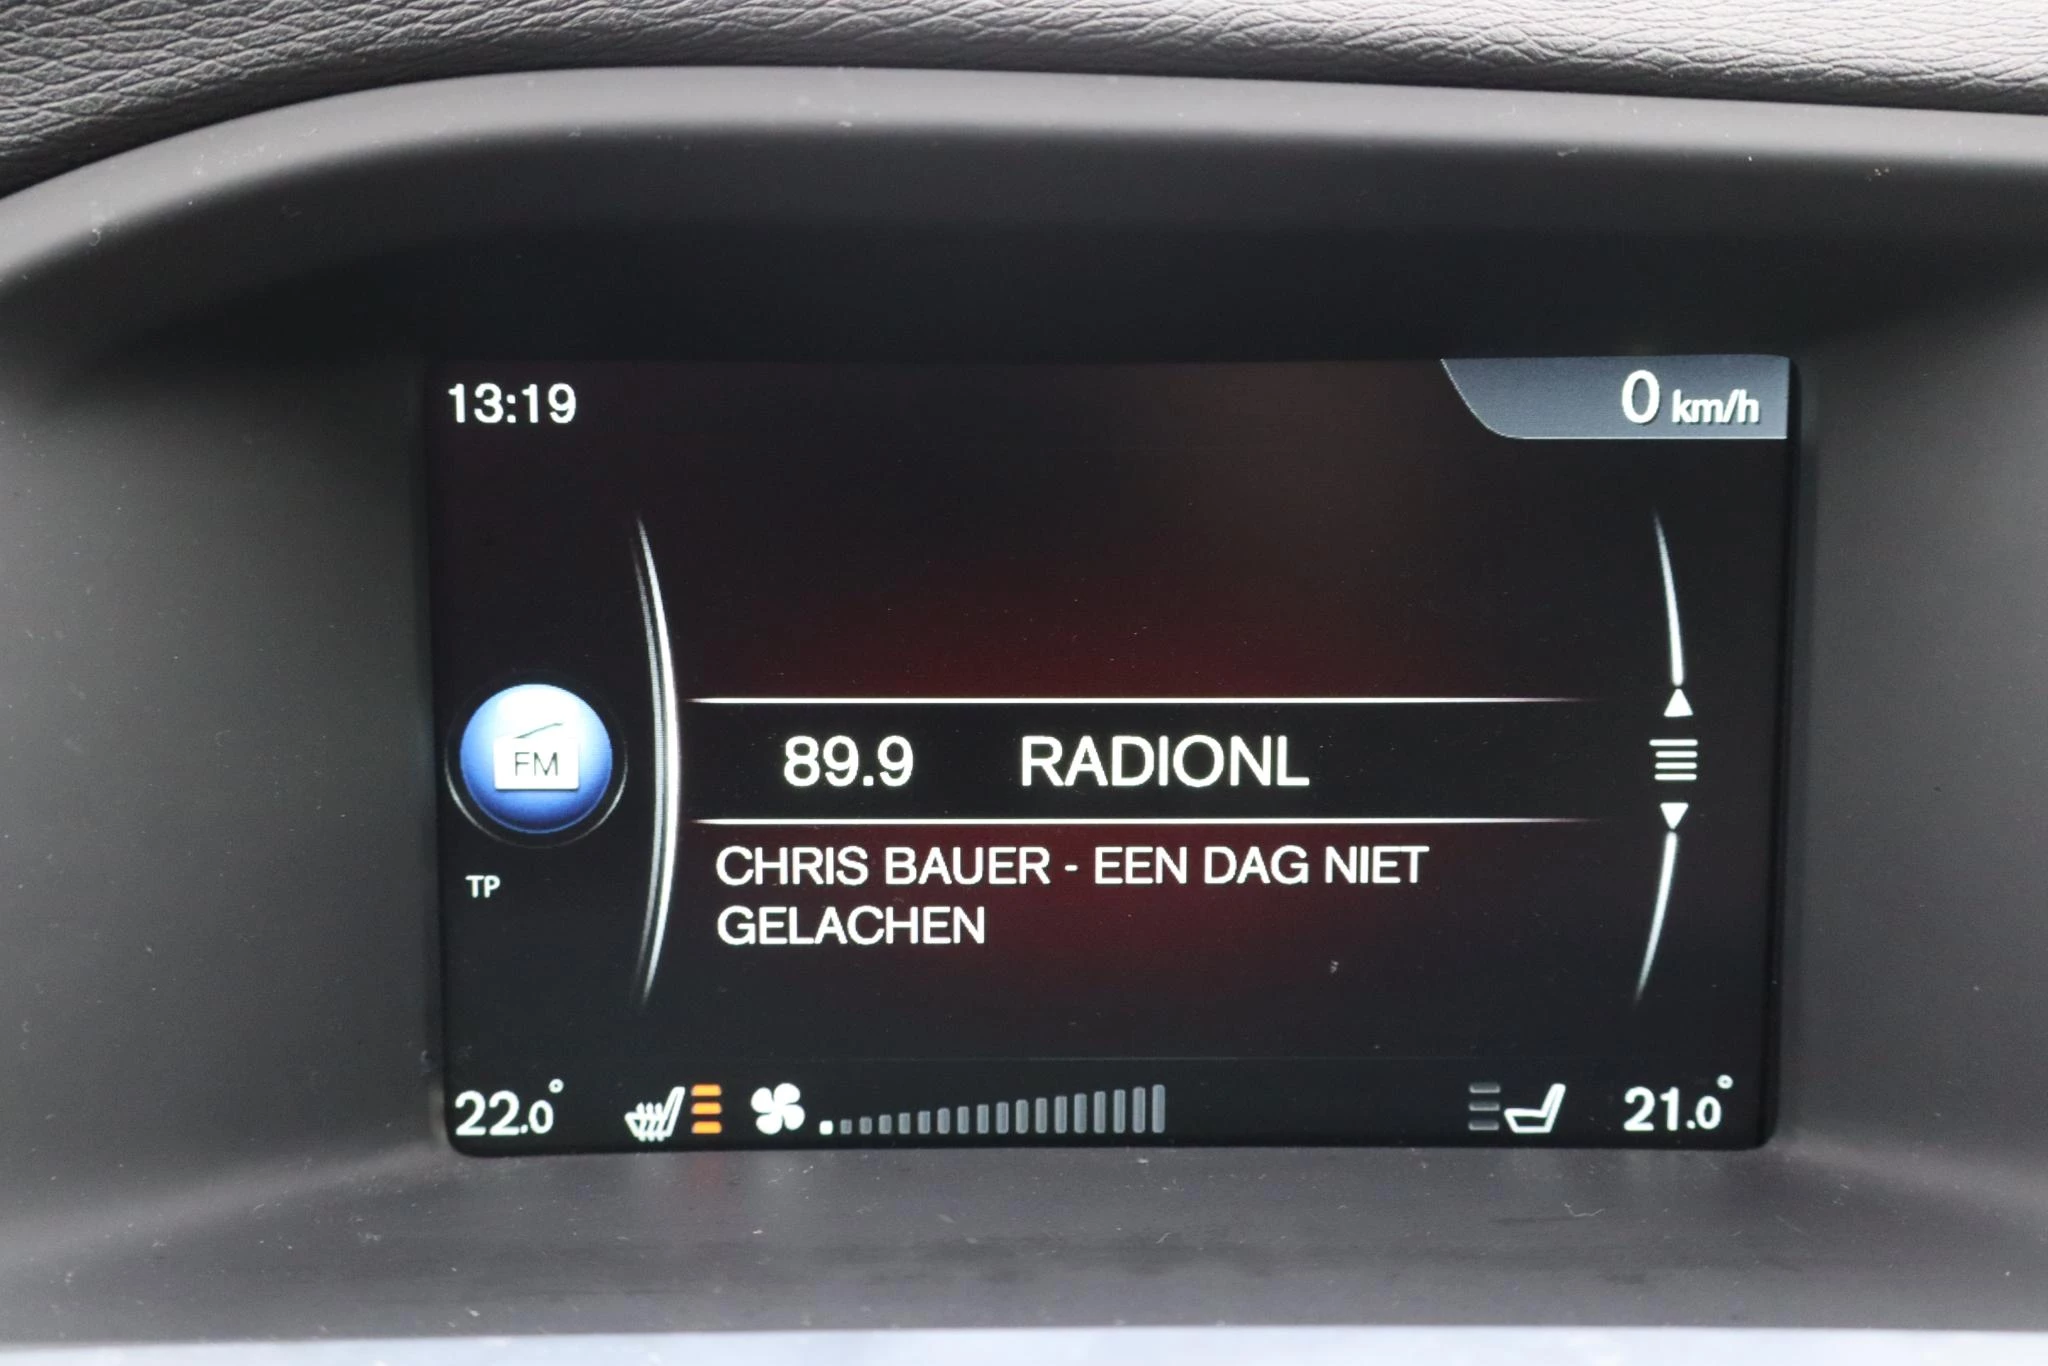 13:19
0 km/h
FM
89.9 RADIONL
TP
CHRIS BAUER - EEN DAG NIET
GELACHEN
22.0°
21.0°